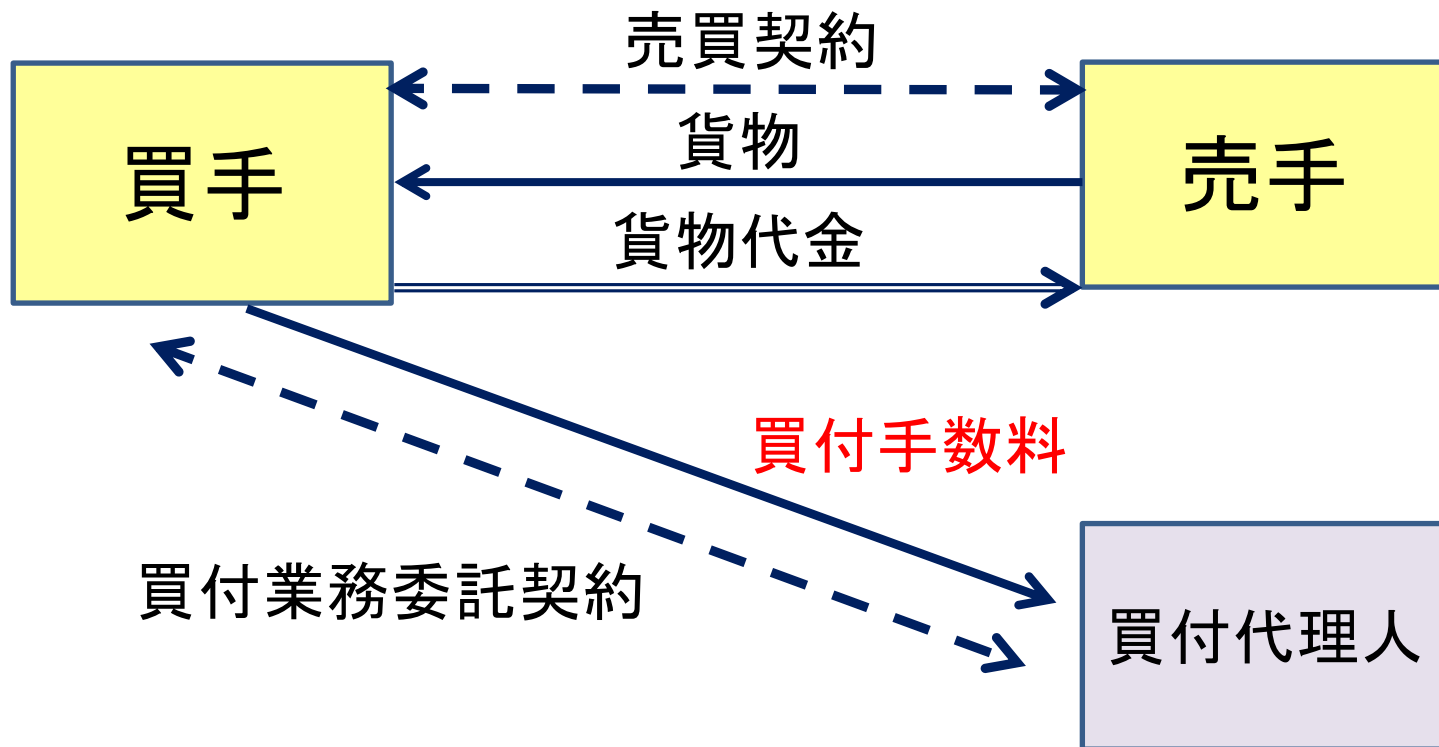 売買契約
買手
貨物
売手
貨物代金
買付手数料
買付業務委託契約
買付代理人